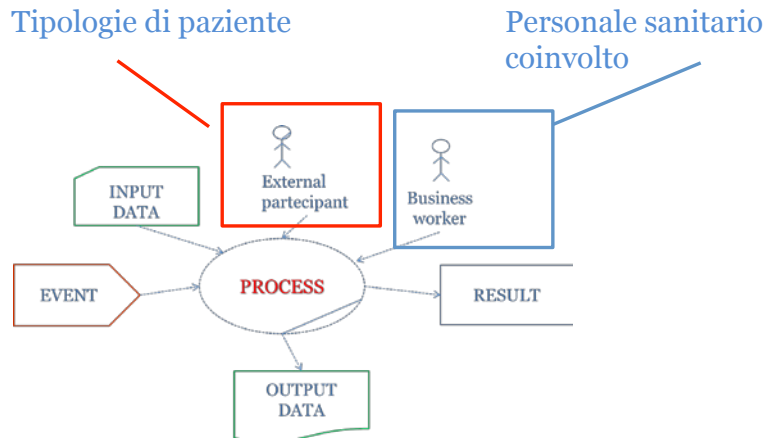 Tipologie di paziente
Personale sanitario
coinvolto
External
partecipant
Business
worker
INPUT
DATA
EVENT
PROCESS
RESULT
OUTPUT
DATA